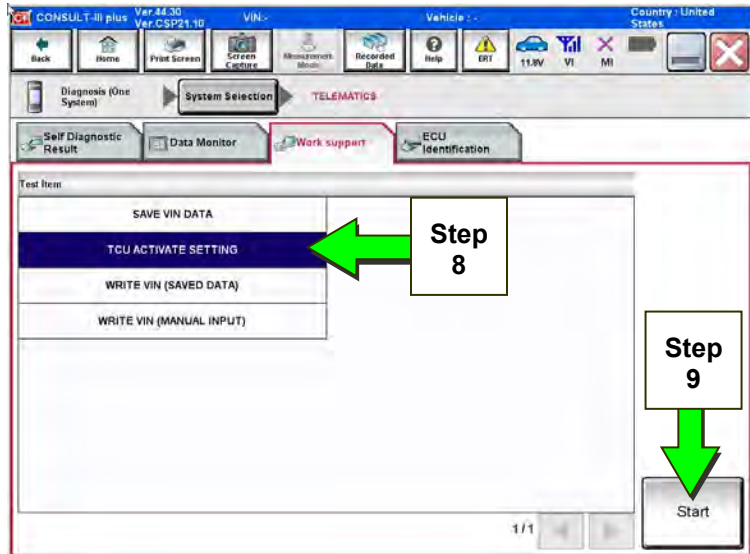 CONSULT-III plus Ver.44.30 Ver.CSP21.10 VIN:- Vehicle : - Country : United States
Back Home Print Screen Screen Capture Measurement Mode Recorded Data Help ERT 11.8V VI MI
Diagnosis (One System) System Selection TELEMATICS
Self Diagnostic Result Data Monitor Work support ECU Identification
Test Item
SAVE VIN DATA
TCU ACTIVATE SETTING
WRITE VIN (SAVED DATA)
WRITE VIN (MANUAL INPUT)
Step
8
Step
9
Start
1/1